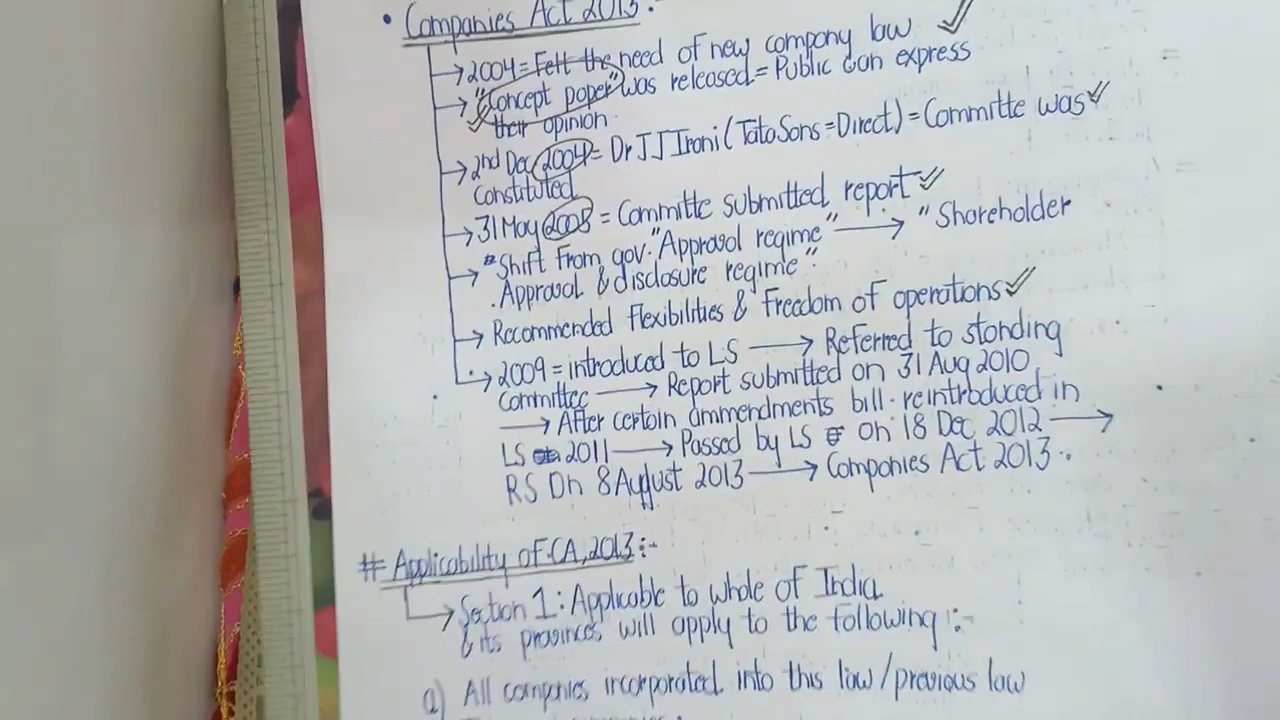 • Companies Act 2013:-
→ 2004 = Felt the need of new company law
→ "Concept paper" was released = Public can express
their opinion.
→ 2nd Dec 2004 = Dr JJ Irani (Tata Sons = Direct) = Committe was
Constituted
→ 31 May 2005 = Committe submitted report
→ "Shift From gov. "Approval regime" → "Shareholder
Approval & disclosure regime"
→ Recommended flexibilities & Freedom of operations
→ 2009 = introduced to LS → Referred to standing
committee → Report submitted on 31 Aug 2010
→ After certain ammendments bill reintroduced in
LS 2011 → Passed by LS on 18 Dec 2012 →
RS On 8 August 2013 → Companies Act 2013.
# Applicability of CA, 2013:-
→ Section 1: Applicable to whole of India
& its provinces will apply to the following:-
a) All companies incorporated into this law/previous law